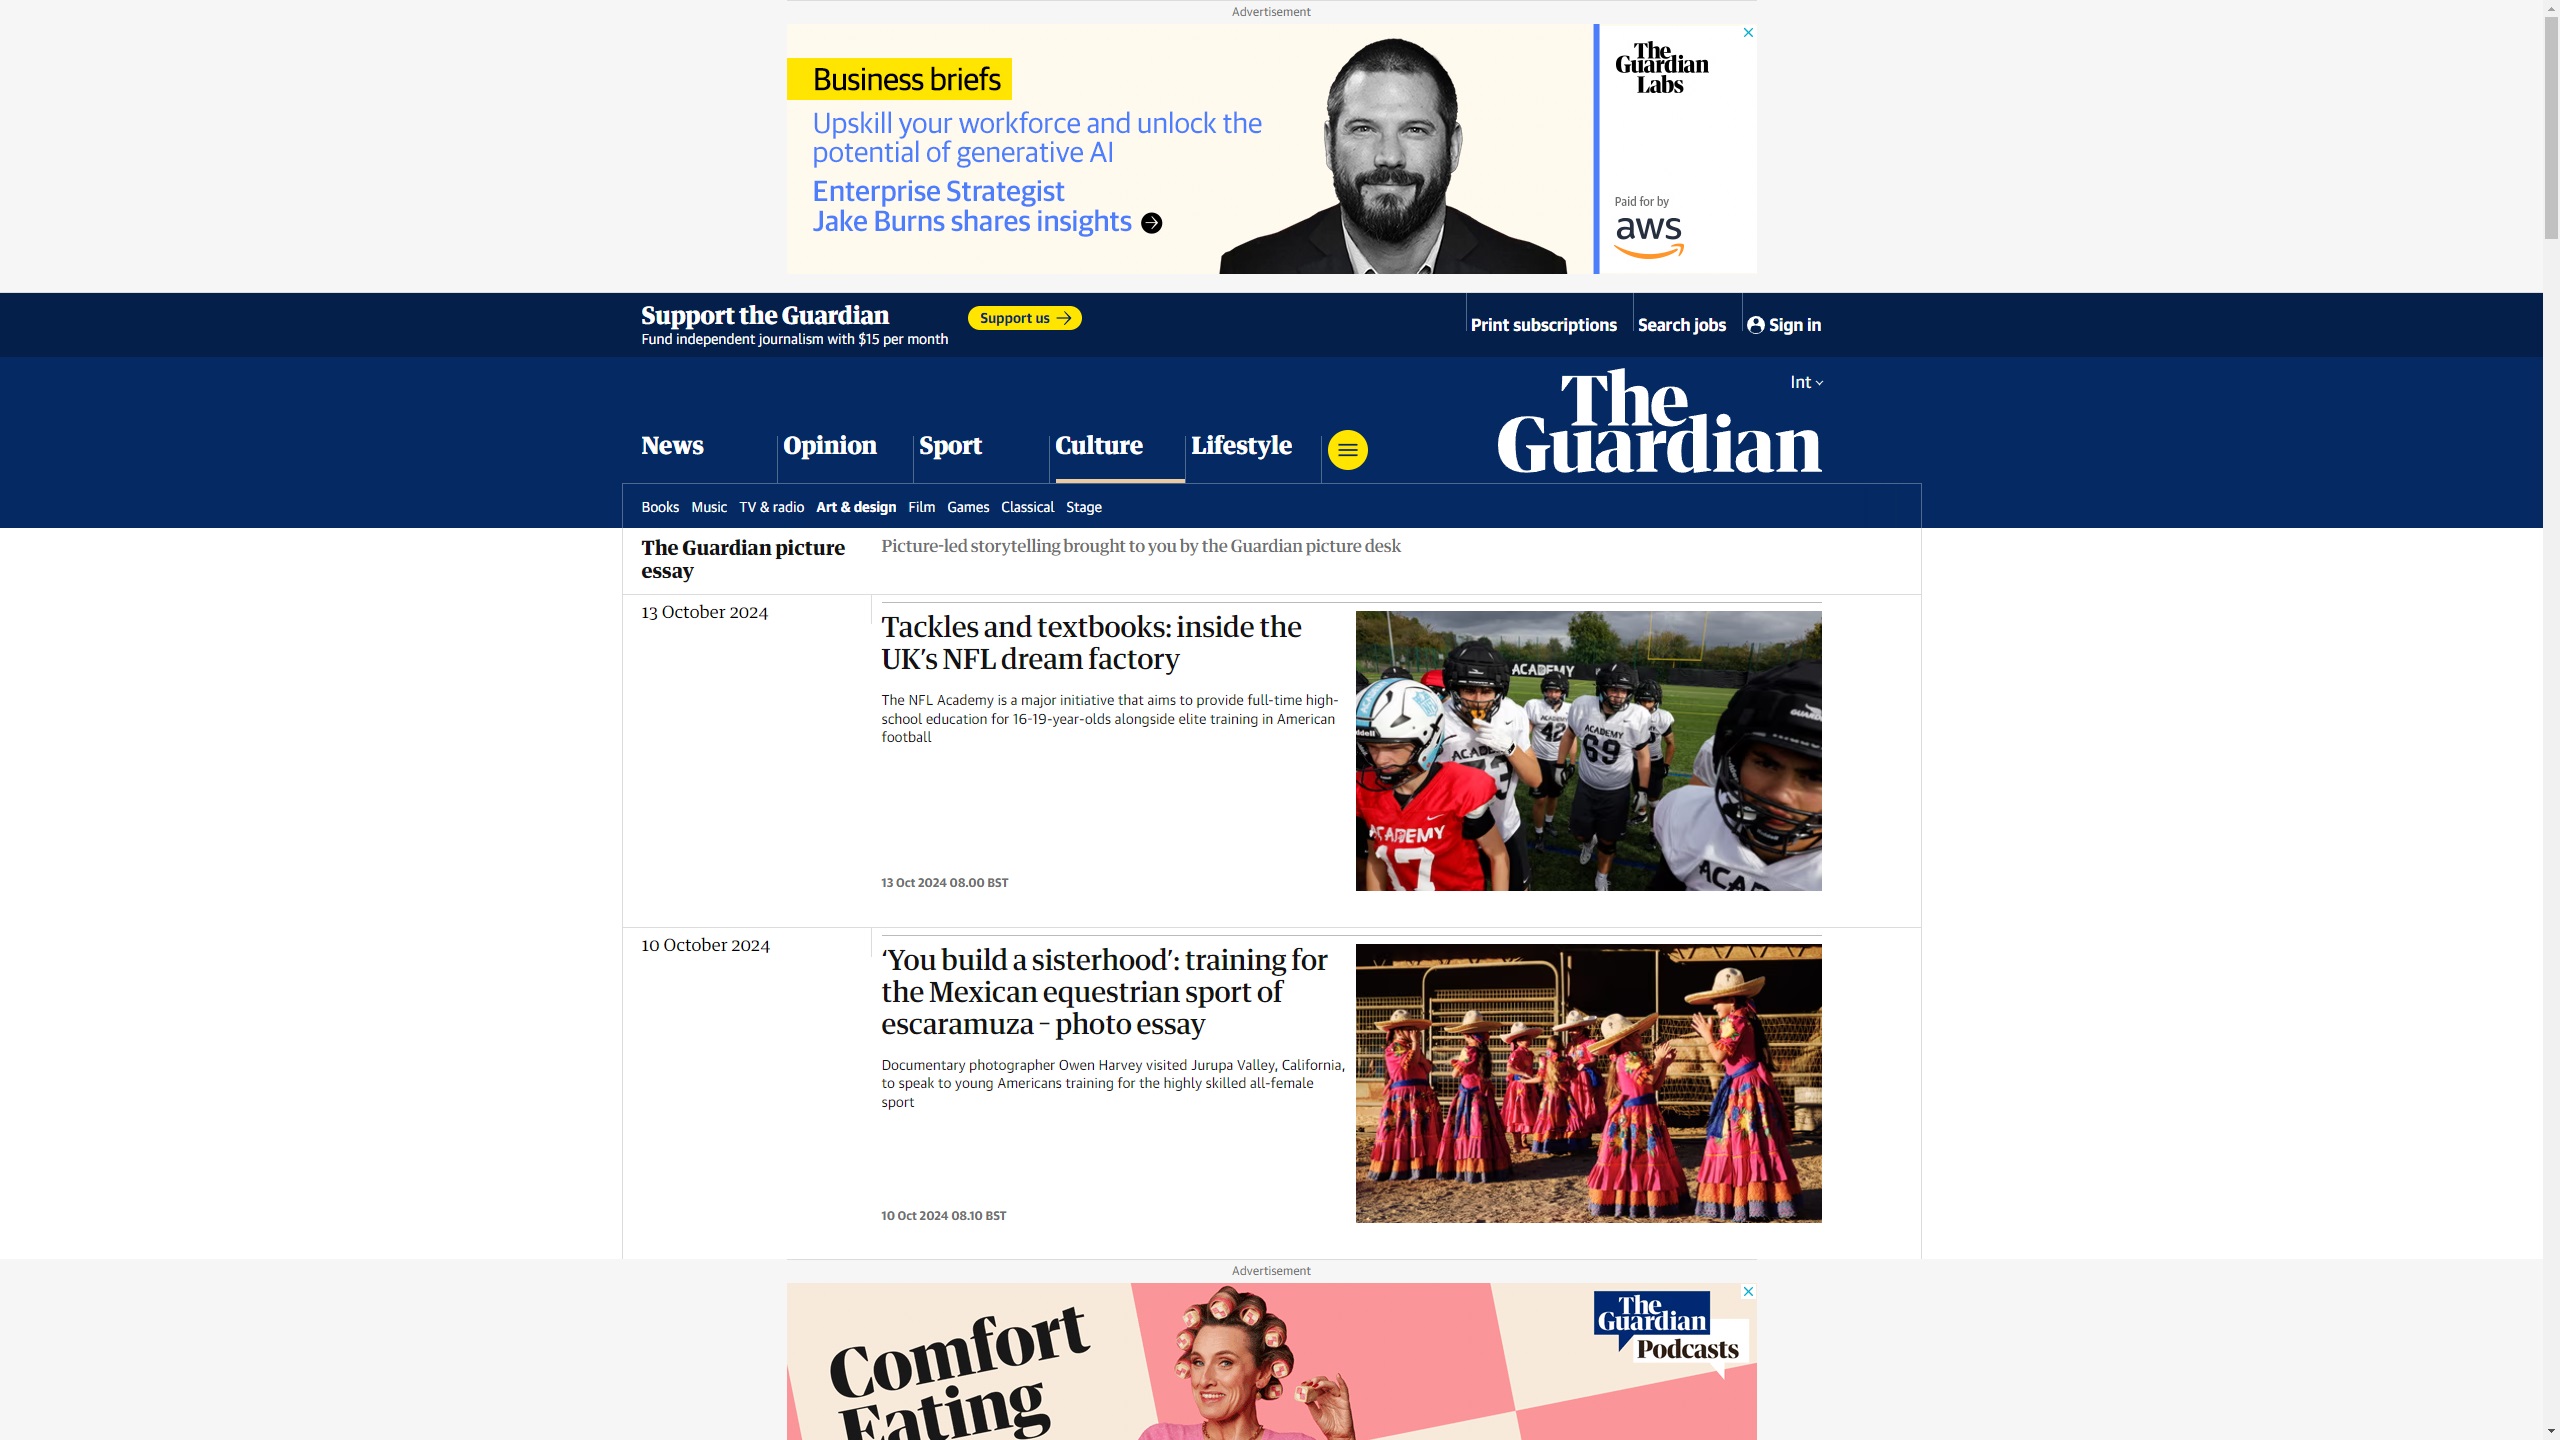 Advertisement
Business briefs
Upskill your workforce and unlock the
potential of generative AI
Enterprise Strategist
Jake Burns shares insights
The
Guardian
Labs
Paid for by
aws
Support the Guardian
Fund independent journalism with $15 per month
Support us
Print subscriptions
Search jobs
Sign in
Int
The
Guardian
News
Opinion
Sport
Culture
Lifestyle
Books
Music
TV & radio
Art & design
Film
Games
Classical
Stage
The Guardian picture
essay
Picture-led storytelling brought to you by the Guardian picture desk
13 October 2024
Tackles and textbooks: inside the
UK’s NFL dream factory
The NFL Academy is a major initiative that aims to provide full-time high-
school education for 16-19-year-olds alongside elite training in American
football
13 Oct 2024 08.00 BST
ACADEMY
ACADEMY
42
ACADEMY
69
ACADEMY
17
10 October 2024
‘You build a sisterhood’: training for
the Mexican equestrian sport of
escaramuza – photo essay
Documentary photographer Owen Harvey visited Jurupa Valley, California,
to speak to young Americans training for the highly skilled all-female
sport
10 Oct 2024 08.10 BST
Advertisement
Comfort
Eating
The
Guardian
Podcasts